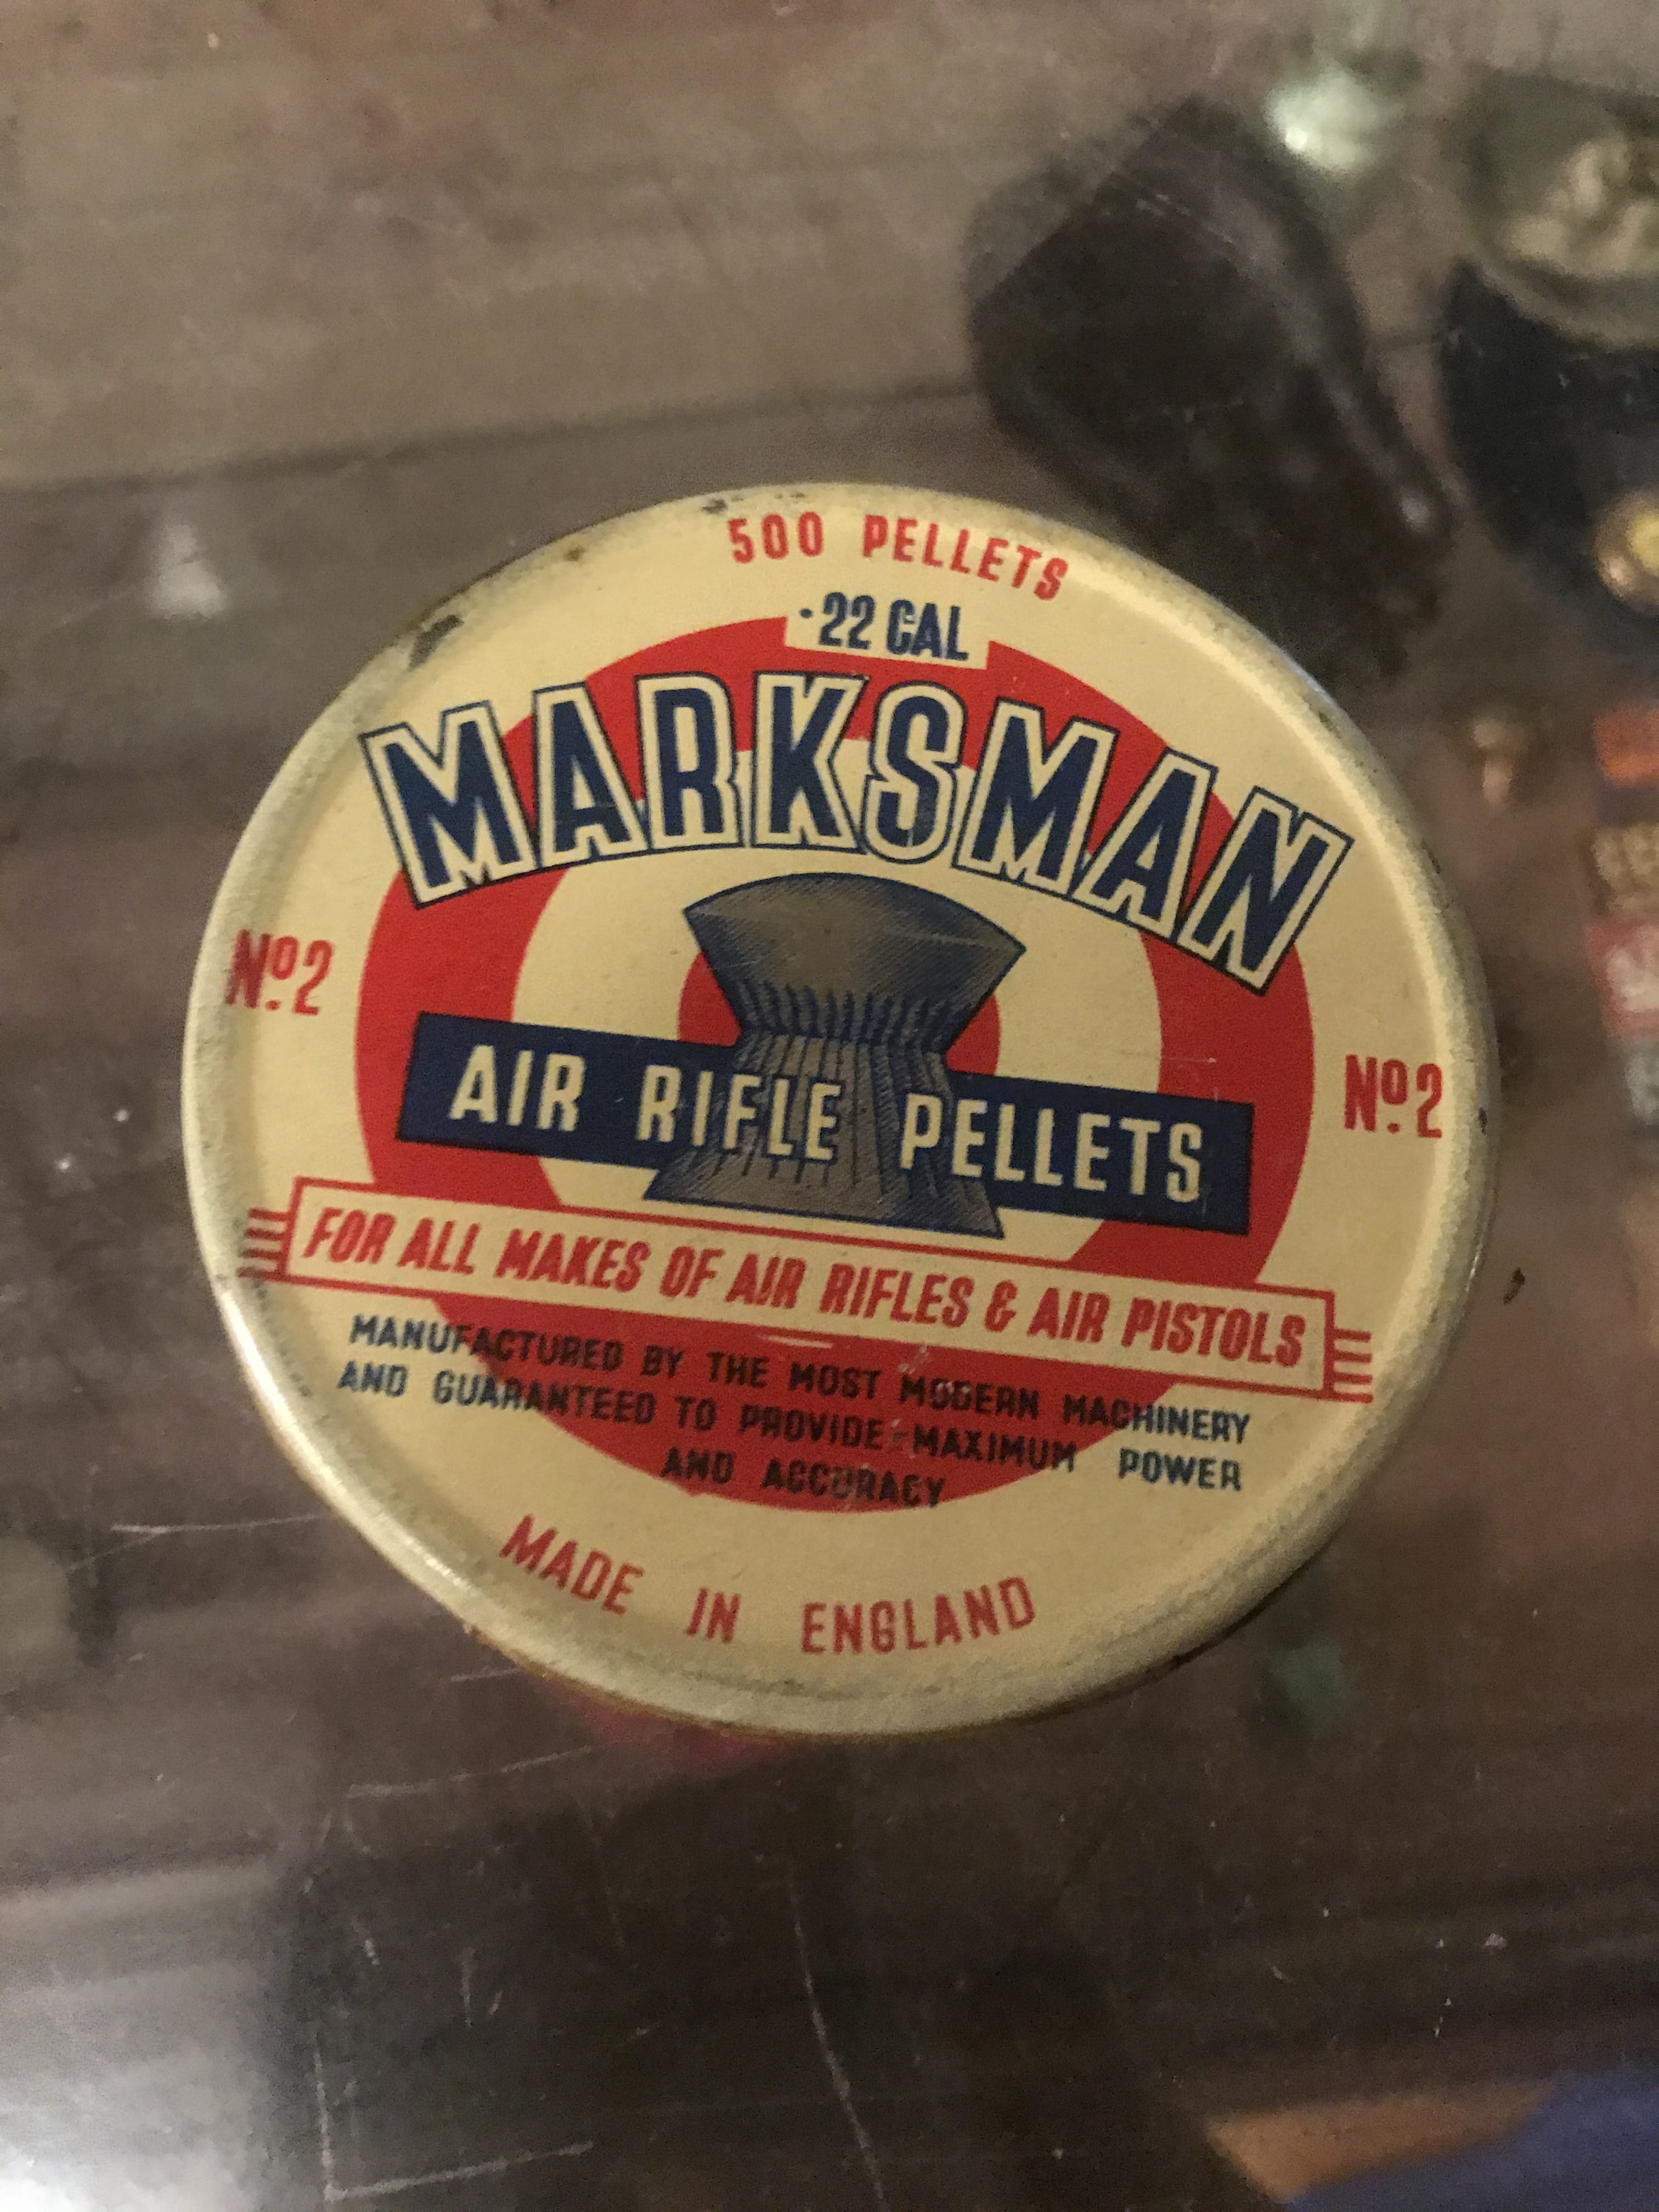 500 PELLETS
·22 CAL
MARKSMAN
Nº2
Nº2
AIR RIFLE PELLETS
FOR ALL MAKES OF AIR RIFLES & AIR PISTOLS
MANUFACTURED BY THE MOST MODERN MACHINERY
AND GUARANTEED TO PROVIDE MAXIMUM POWER
AND ACCURACY
MADE IN ENGLAND